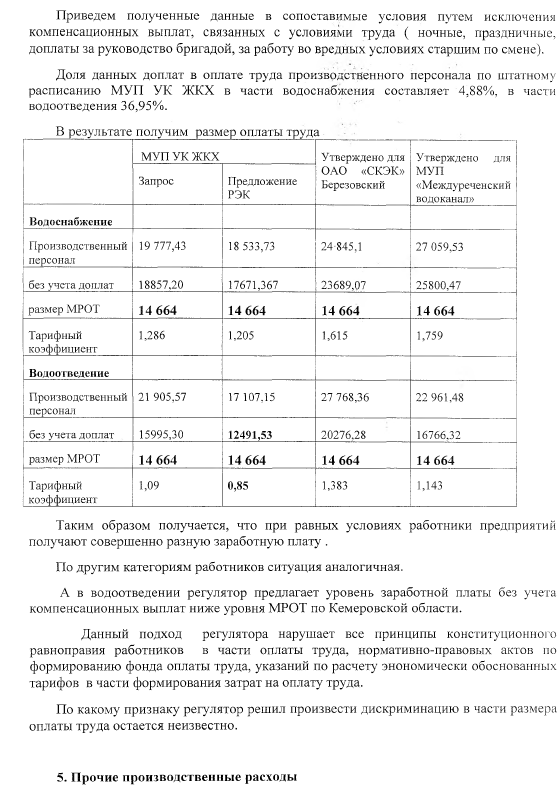 Приведем полученные данные в сопоставимые условия путем исключения
компенсационных выплат, связанных с условиями труда ( ночные, праздничные,
доплаты за руководство бригадой, за работу во вредных условиях старшим по смене).
Доля данных доплат в оплате труда производственного персонала по штатному
расписанию МУП УК ЖКХ в части водоснабжения составляет 4,88%, в части
водоотведения 36,95%.
В результате получим размер оплаты труда
МУП УК ЖКХ
Запрос
Предложение
РЭК
Утверждено для
ОАО «СКЭК»
Березовский
Утверждено для
МУП
«Междуреченский
водоканал»
Водоснабжение
Производственный
персонал
19 777,43
18 533,73
24 845,1
27 059,53
без учета доплат
18857,20
17671,367
23689,07
25800,47
размер МРОТ
14 664
14 664
14 664
14 664
Тарифный
коэффициент
1,286
1,205
1,615
1,759
Водоотведение
Производственный
персонал
21 905,57
17 107,15
27 768,36
22 961,48
без учета доплат
15995,30
12491,53
20276,28
16766,32
размер МРОТ
14 664
14 664
14 664
14 664
Тарифный
коэффициент
1,09
0,85
1,383
1,143
Таким образом получается, что при равных условиях работники предприятий
получают совершенно разную заработную плату .
По другим категориям работников ситуация аналогичная.
А в водоотведении регулятор предлагает уровень заработной платы без учета
компенсационных выплат ниже уровня МРОТ по Кемеровской области.
Данный подход регулятора нарушает все принципы конституционного
равноправия работников в части оплаты труда, нормативно-правовых актов по
формированию фонда оплаты труда, указаний по расчету энономически обоснованных
тарифов в части формирования затрат на оплату труда.
По какому признаку регулятор решил произвести дискриминацию в части размера
оплаты труда остается неизвестно.
5. Прочие производственные расходы